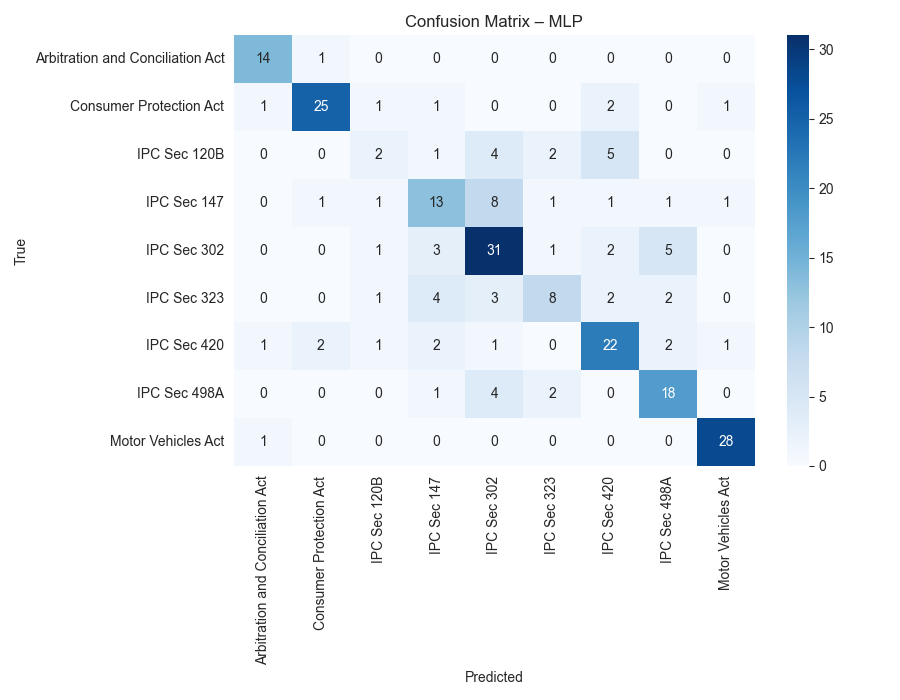 Confusion Matrix – MLP
Arbitration and Conciliation Act 14 1 0 0 0 0 0 0 0
Consumer Protection Act 1 25 1 1 0 0 2 0 1
IPC Sec 120B 0 0 2 1 4 2 5 0 0
IPC Sec 147 0 1 1 13 8 1 1 1 1
IPC Sec 302 0 0 1 3 31 1 2 5 0
IPC Sec 323 0 0 1 4 3 8 2 2 0
IPC Sec 420 1 2 1 2 1 0 22 2 1
IPC Sec 498A 0 0 0 1 4 2 0 18 0
Motor Vehicles Act 1 0 0 0 0 0 0 0 28
True
Arbitration and Conciliation Act
Consumer Protection Act
IPC Sec 120B
IPC Sec 147
IPC Sec 302
IPC Sec 323
IPC Sec 420
IPC Sec 498A
Motor Vehicles Act
Predicted
30
25
20
15
10
5
0